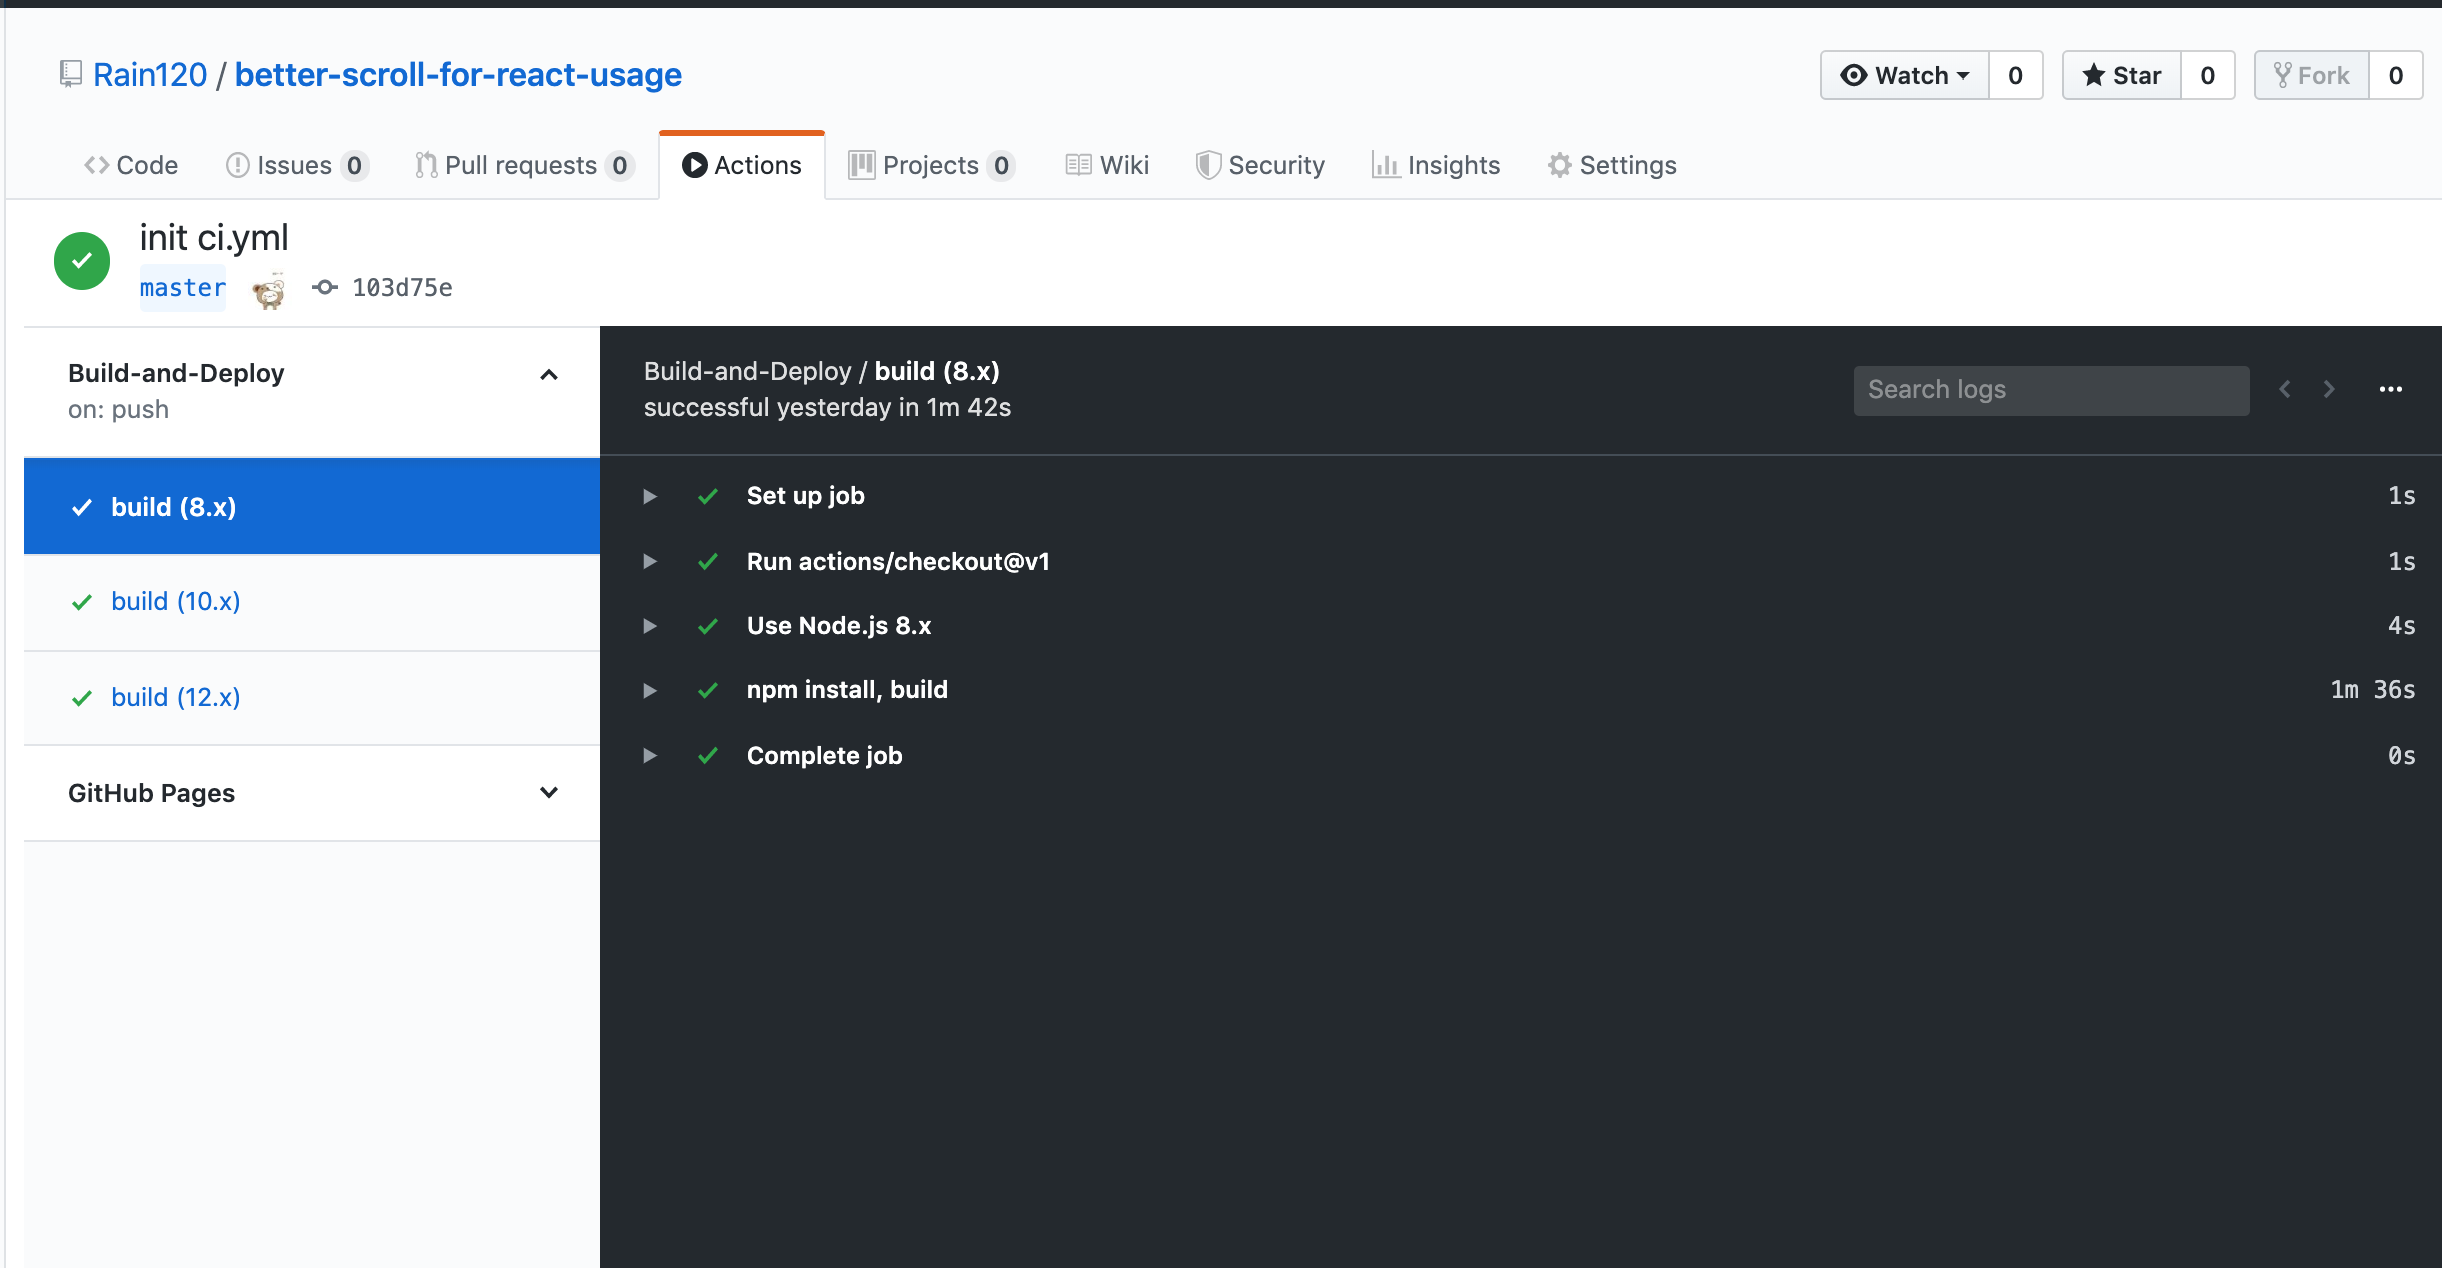 Rain120 / better-scroll-for-react-usage
Watch 0 Star 0 Fork 0
Code Issues 0 Pull requests 0 Actions Projects 0 Wiki Security Insights Settings
init ci.yml
master 103d75e
Build-and-Deploy
on: push
build (8.x)
build (10.x)
build (12.x)
GitHub Pages
Build-and-Deploy / build (8.x)
successful yesterday in 1m 42s
Search logs
Set up job 1s
Run actions/checkout@v1 1s
Use Node.js 8.x 4s
npm install, build 1m 36s
Complete job 0s